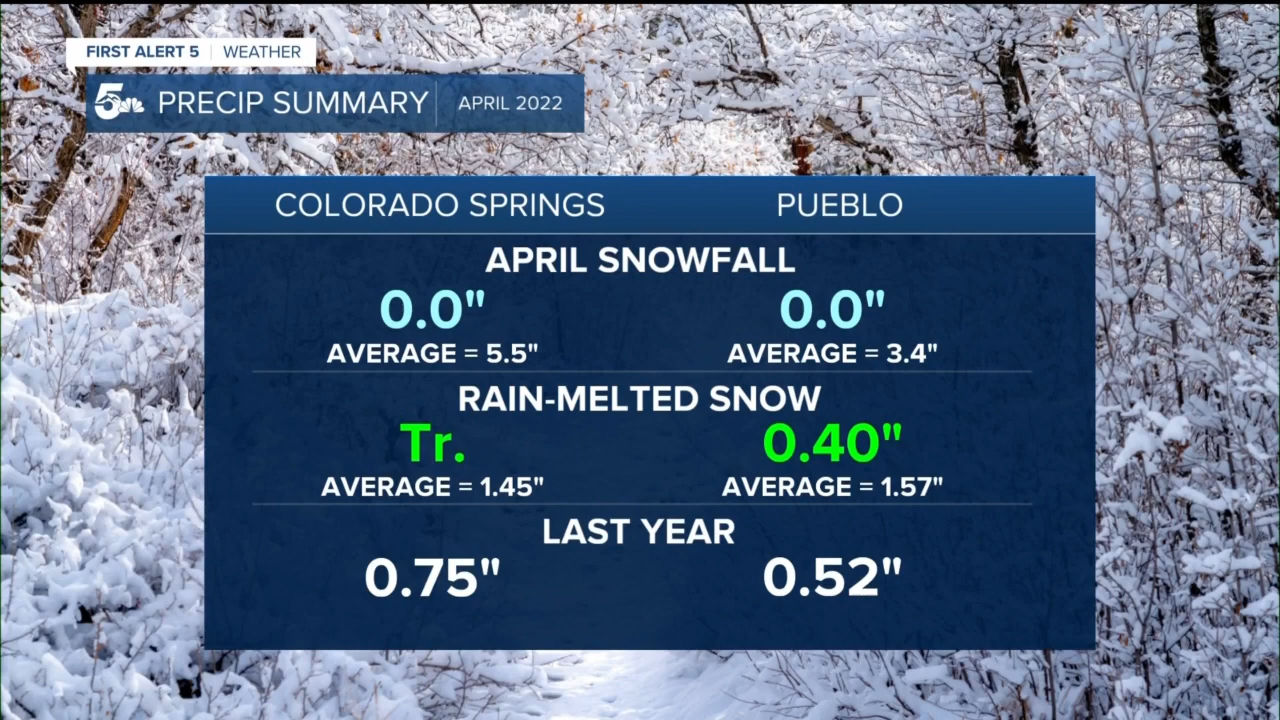 FIRST ALERT 5 | WEATHER
5 PRECIP SUMMARY | APRIL 2022
COLORADO SPRINGS PUEBLO
APRIL SNOWFALL
0.0" 0.0"
AVERAGE = 5.5" AVERAGE = 3.4"
RAIN-MELTED SNOW
Tr. 0.40"
AVERAGE = 1.45" AVERAGE = 1.57"
LAST YEAR
0.75" 0.52"